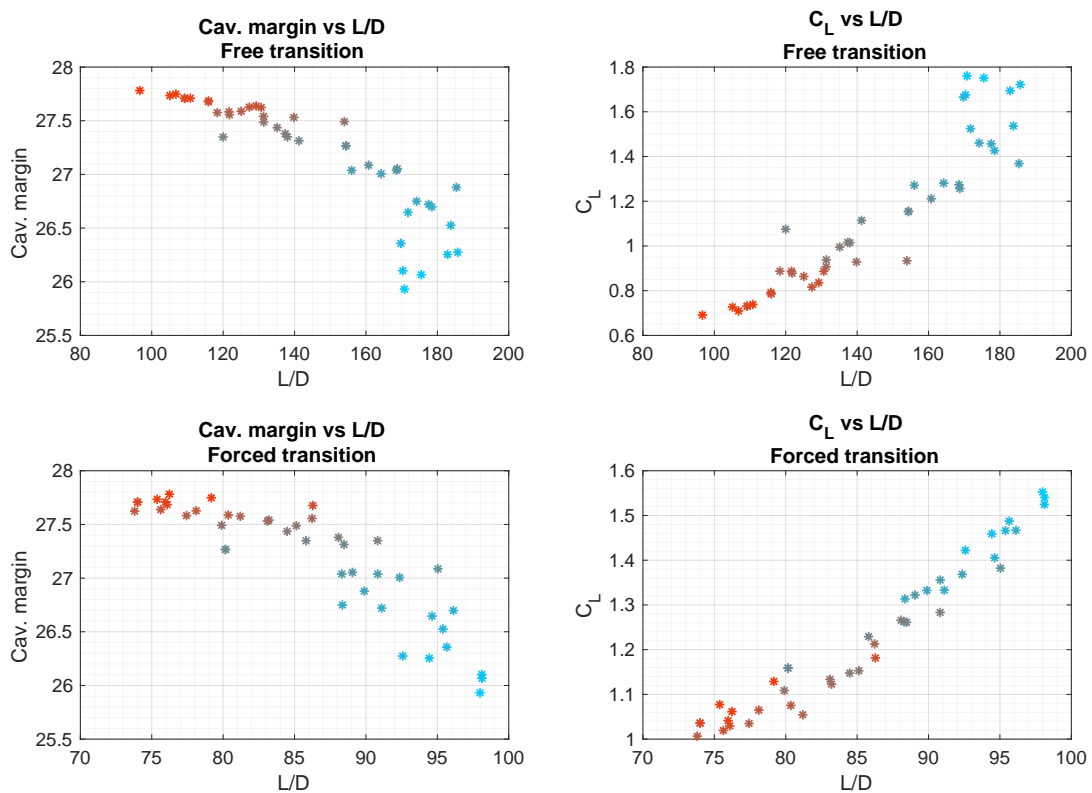 Cav. margin vs L/D
Free transition
28
27.5
27
26.5
26
25.5
Cav. margin
80 100 120 140 160 180 200
L/D
C_L vs L/D
Free transition
1.8
1.6
1.4
1.2
1
0.8
0.6
C_L
80 100 120 140 160 180 200
L/D
Cav. margin vs L/D
Forced transition
28
27.5
27
26.5
26
25.5
Cav. margin
70 75 80 85 90 95 100
L/D
C_L vs L/D
Forced transition
1.6
1.5
1.4
1.3
1.2
1.1
1
C_L
70 75 80 85 90 95 100
L/D